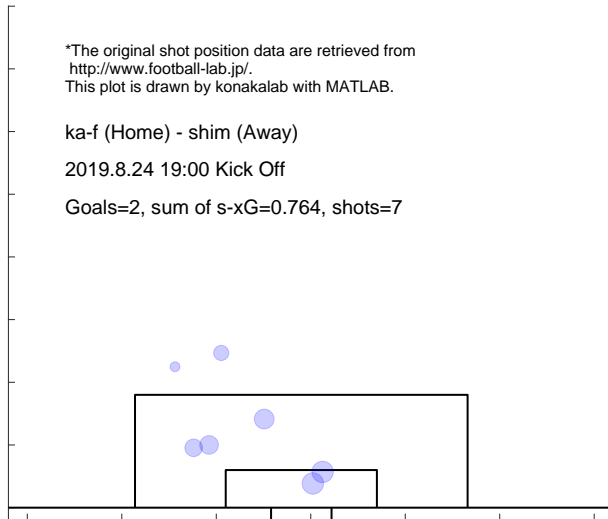 *The original shot position data are retrieved from
http://www.football-lab.jp/.
This plot is drawn by konakalab with MATLAB.
ka-f (Home) - shim (Away)
2019.8.24 19:00 Kick Off
Goals=2, sum of s-xG=0.764, shots=7